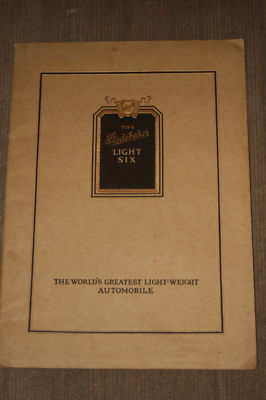 THE
Studebaker
LIGHT
SIX
THE WORLD'S GREATEST LIGHT-WEIGHT
AUTOMOBILE